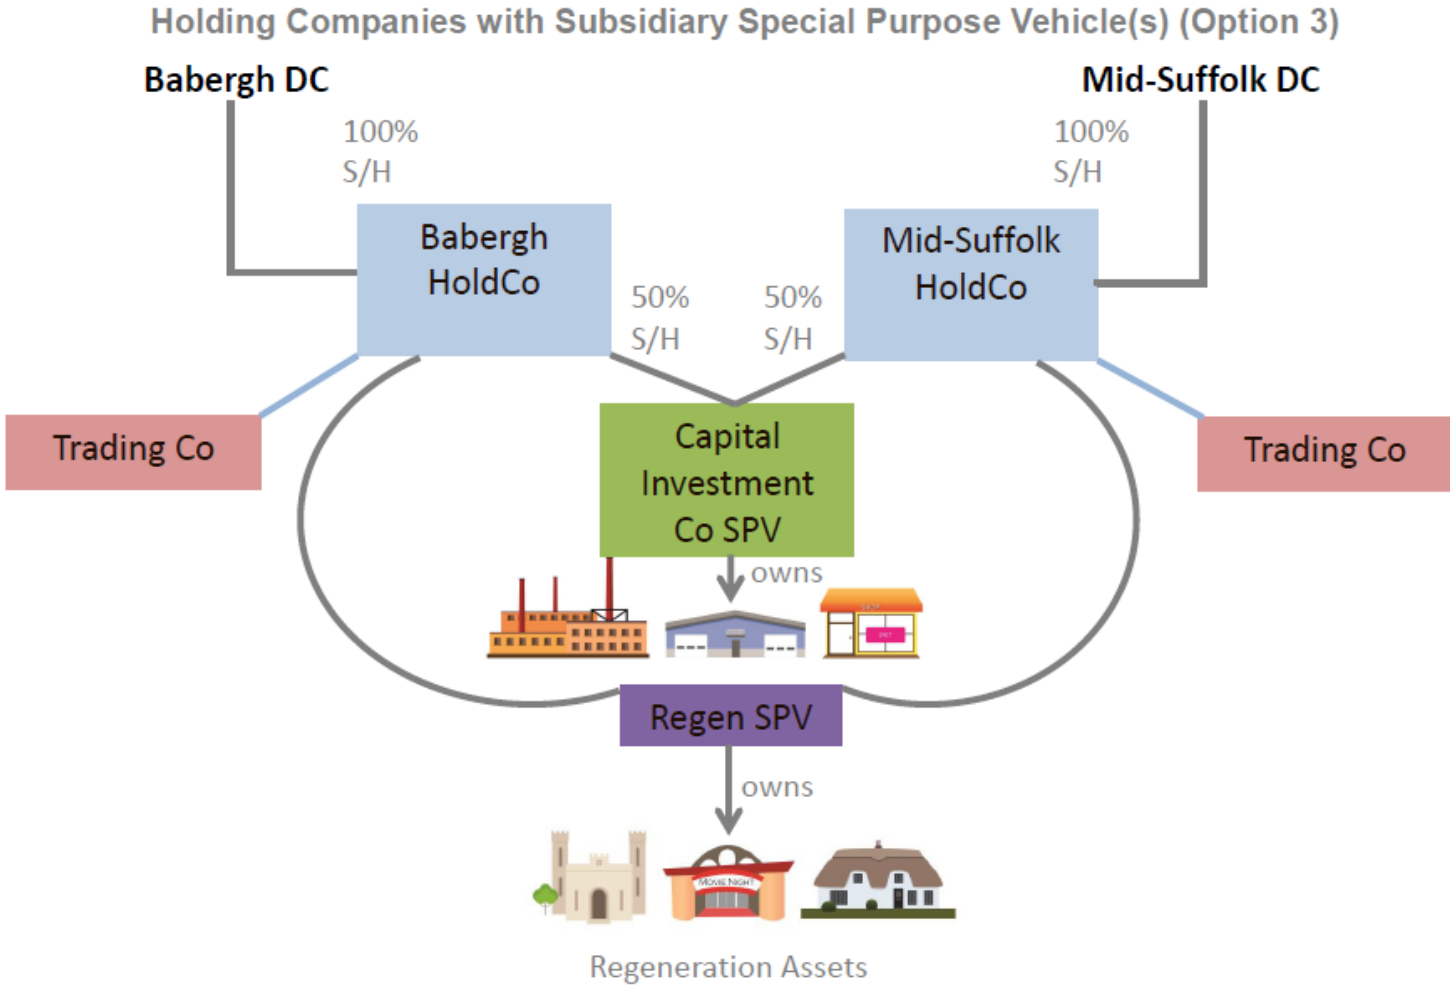 Holding Companies with Subsidiary Special Purpose Vehicle(s) (Option 3)
Babergh DC
Mid-Suffolk DC
100%
S/H
100%
S/H
Babergh
HoldCo
Mid-Suffolk
HoldCo
50%
S/H
50%
S/H
Trading Co
Capital
Investment
Co SPV
Trading Co
owns
Regen SPV
owns
MOVIE NIGHT
Regeneration Assets